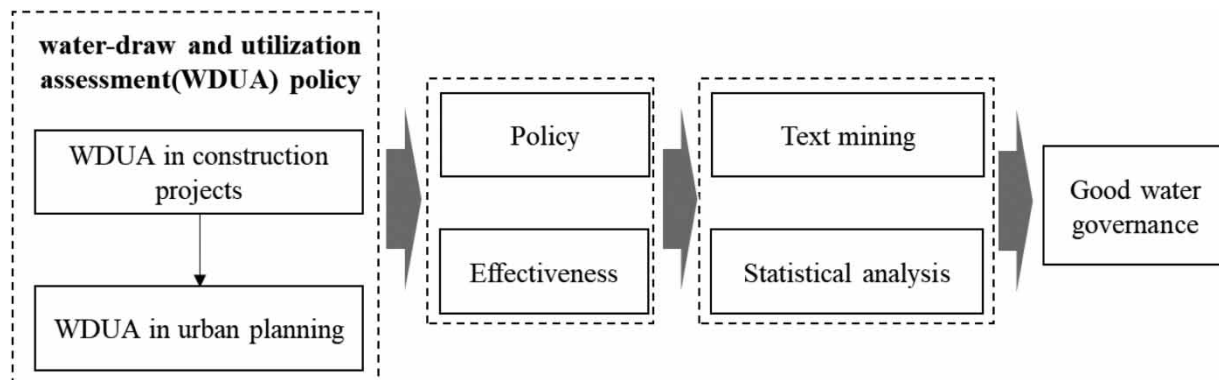 water-draw and utilization
assessment(WDUA) policy
WDUA in construction
projects
WDUA in urban planning
Policy
Effectiveness
Text mining
Statistical analysis
Good water
governance